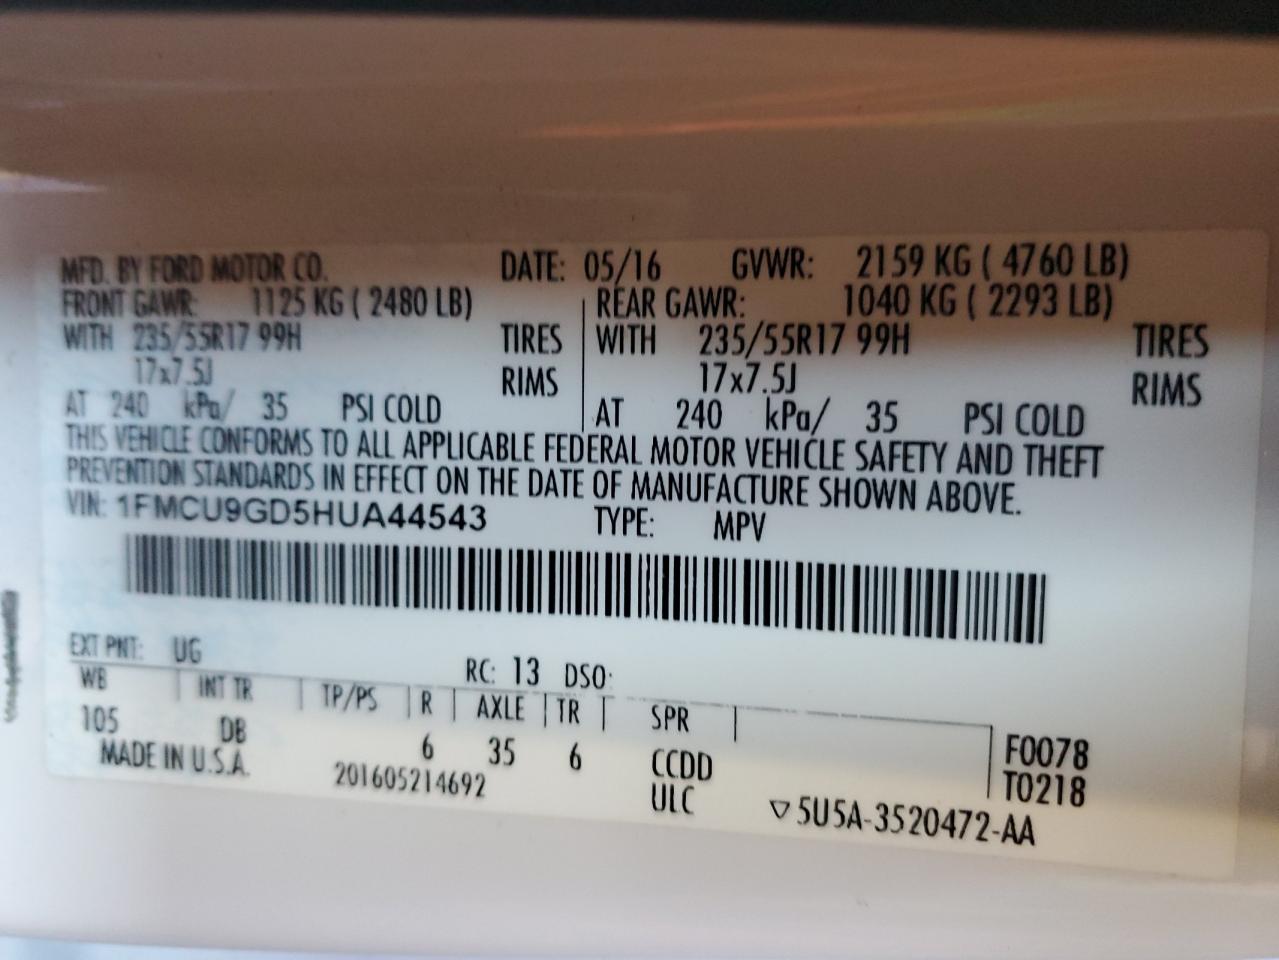 MFD. BY FORD MOTOR CO. DATE: 05/16 GVWR: 2159 KG ( 4760 LB)
FRONT GAWR: 1125 KG ( 2480 LB) REAR GAWR: 1040 KG ( 2293 LB)
WITH 235/55R17 99H TIRES WITH 235/55R17 99H TIRES
17x7.5J RIMS 17x7.5J RIMS
AT 240 kPa/ 35 PSI COLD AT 240 kPa/ 35 PSI COLD
THIS VEHICLE CONFORMS TO ALL APPLICABLE FEDERAL MOTOR VEHICLE SAFETY AND THEFT
PREVENTION STANDARDS IN EFFECT ON THE DATE OF MANUFACTURE SHOWN ABOVE.
VIN: 1FMCU9GD5HUA44543 TYPE: MPV
EXT PNT: UG RC: 13 DSO:
WB INT TR TP/PS R AXLE TR SPR
105 DB 6 35 6 CCDD F0078
MADE IN U.S.A. 201605214692 ULC T0218
5U5A-3520472-AA